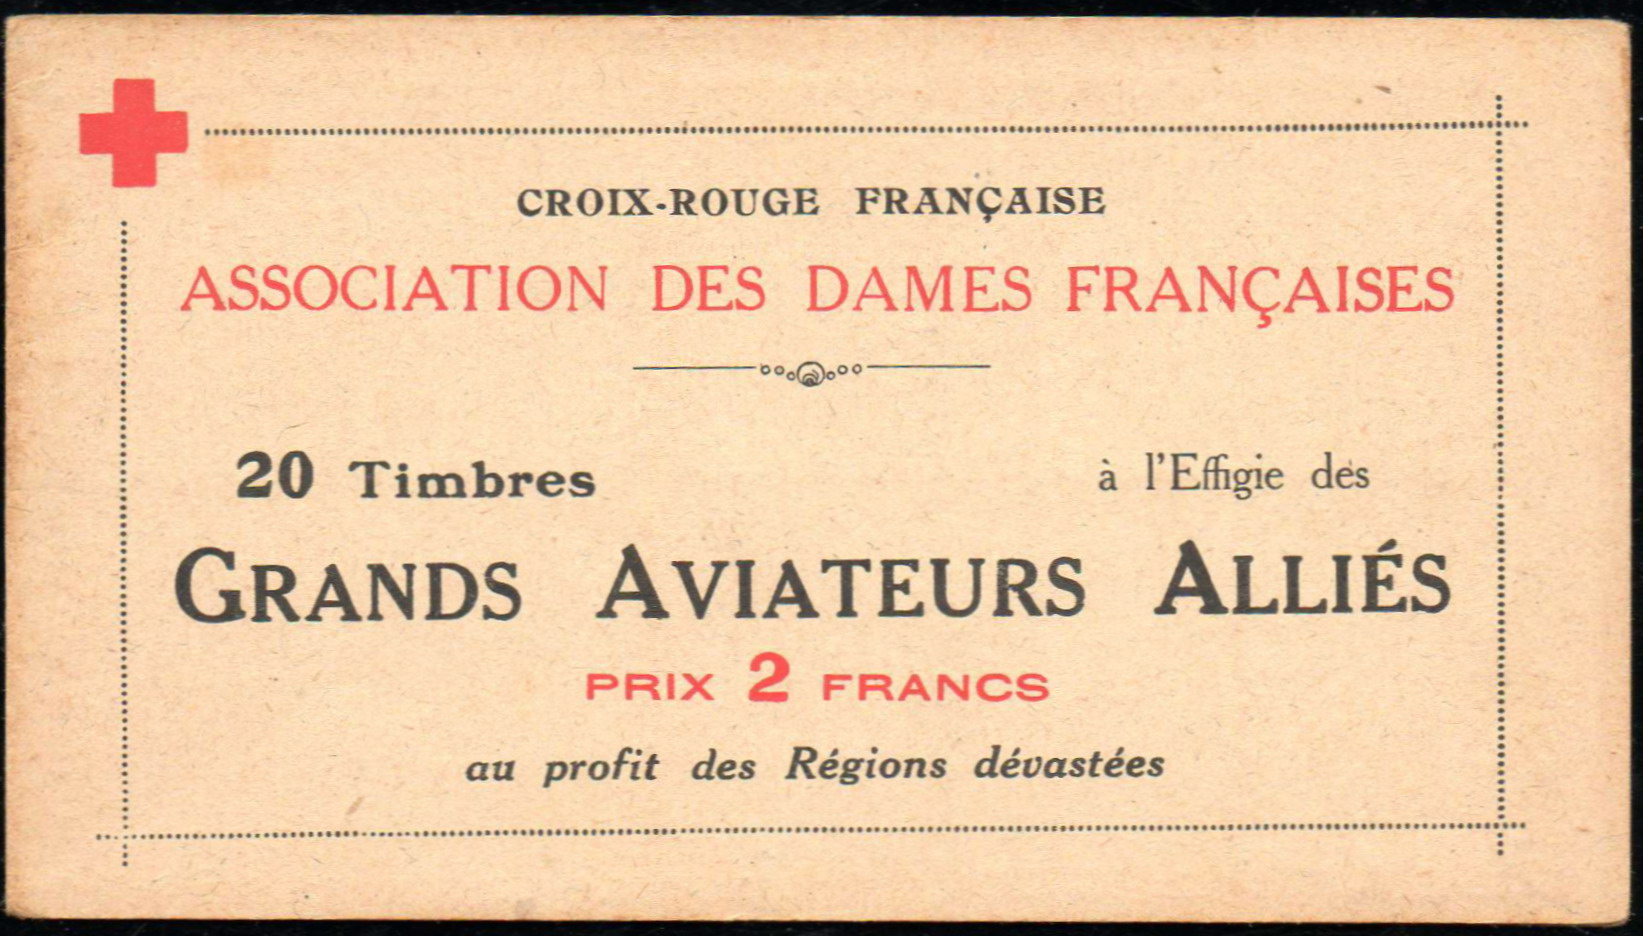 CROIX-ROUGE FRANÇAISE
ASSOCIATION DES DAMES FRANÇAISES
20 Timbres à l'Effigie des
GRANDS AVIATEURS ALLIÉS
PRIX 2 FRANCS
au profit des Régions dévastées